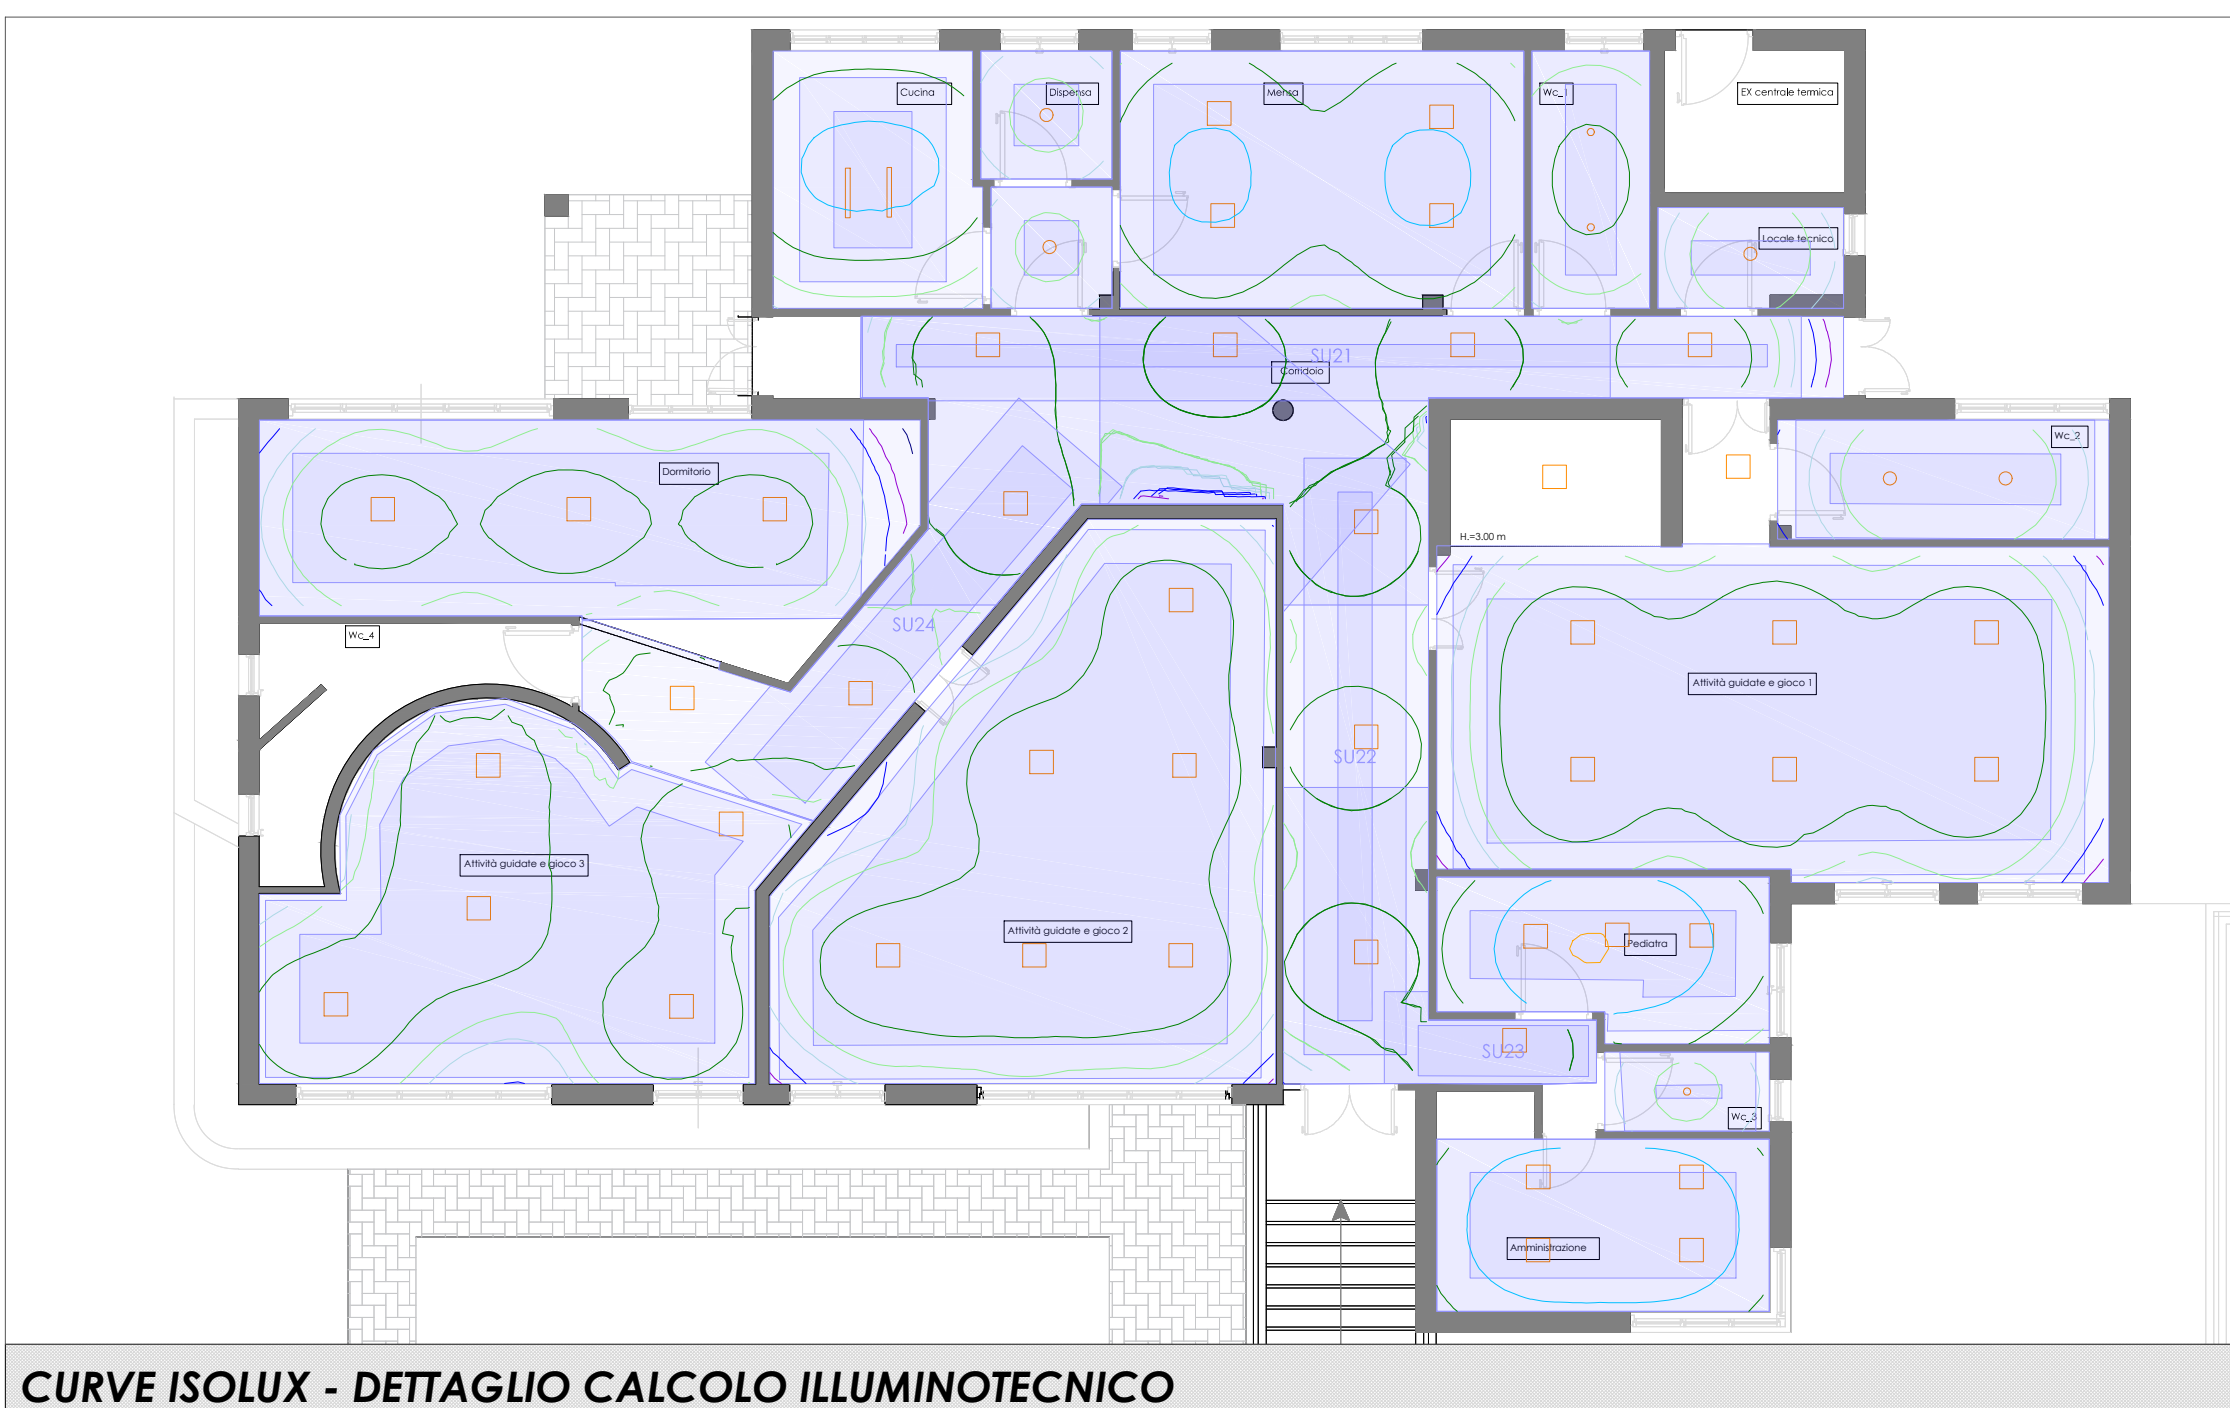 Cucina
Dispensa
Mensa
Wc_1
EX centrale termica
Locale tecnico
SU21
Corridoio
Wc_2
Dormitorio
H.=3.00 m
SU24
Wc_4
Attività guidate e gioco 1
SU22
Attività guidate e gioco 3
Attività guidate e gioco 2
Pediatra
SU23
Wc_3
Amministrazione
CURVE ISOLUX - DETTAGLIO CALCOLO ILLUMINOTECNICO